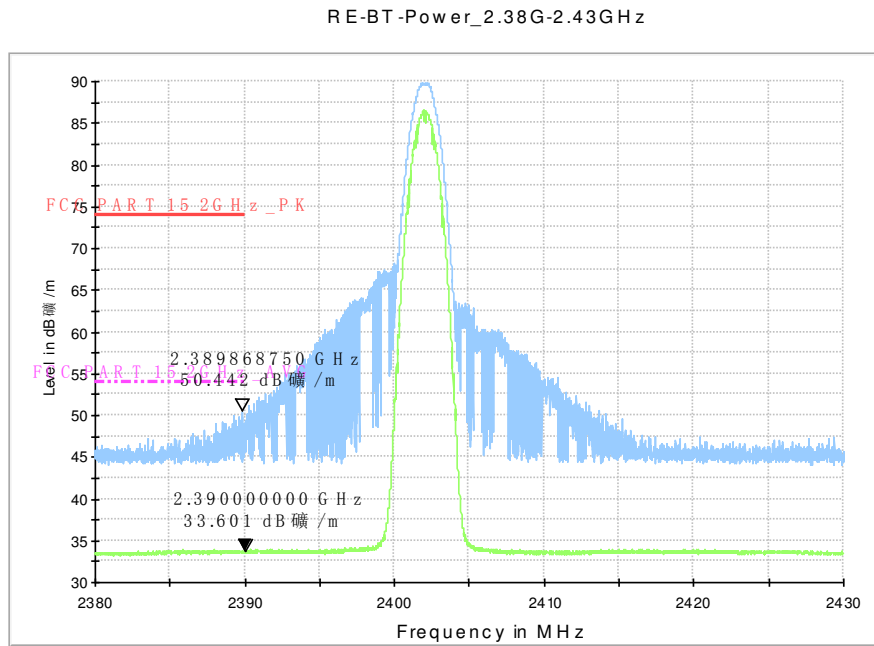 RE-BT-Power_2.38G-2.43GHz
90
85
80
75
FCC PART 15.2GHz_PK
70
65
60
2.389868750 GHz
55
FCC PART 15.2GHz_AV
50.442 dB礦/m
50
45
40
2.390000000 GHz
33.601 dB礦/m
35
30
Level in dB礦/m
2380
2390
2400
2410
2420
2430
Frequency in MHz